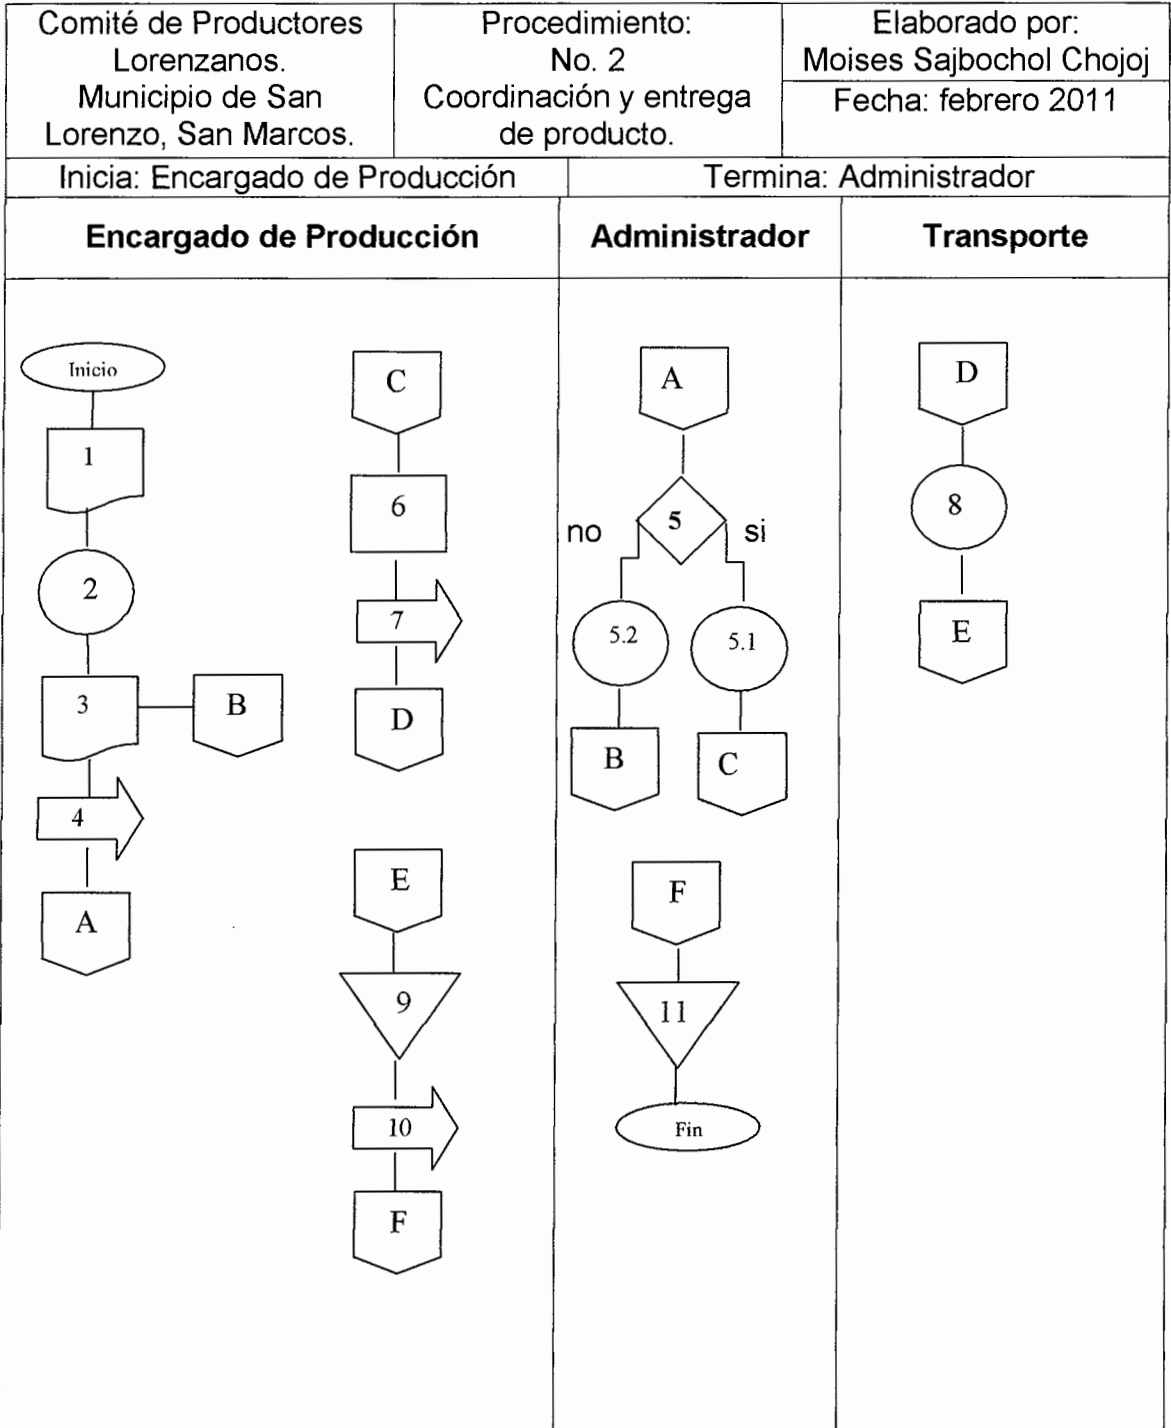 Comité de Productores
Lorenzanos.
Municipio de San
Lorenzo, San Marcos.
Procedimiento:
No. 2
Coordinación y entrega
de producto.
Elaborado por:
Moises Sajbochol Chojoj
Fecha: febrero 2011
Inicia: Encargado de Producción
Termina: Administrador
Encargado de Producción
Administrador
Transporte
Inicio
1
2
3
B
4
A
C
6
7
D
E
9
10
F
A
5
no
si
5.2
5.1
B
C
F
11
Fin
D
8
E